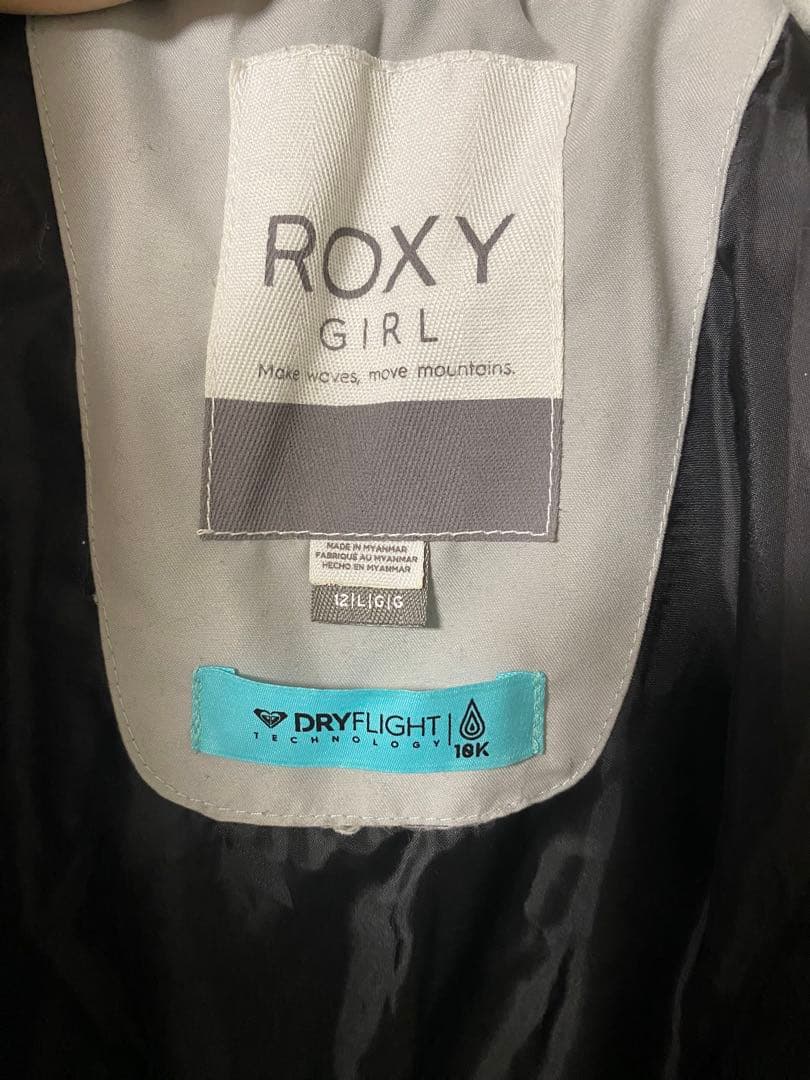 ROXY
GIRL
Make waves, move mountains.
MADE IN MYANMAR
FABRIQUÉ AU MYANMAR
HECHO EN MYANMAR
12|L|G|G
DRYFLIGHT
TECHNOLOGY
10K